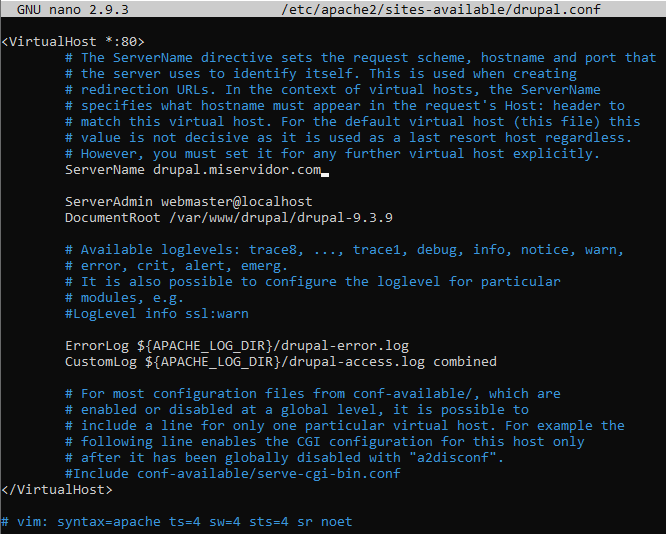 GNU nano 2.9.3 /etc/apache2/sites-available/drupal.conf
<VirtualHost *:80>
# The ServerName directive sets the request scheme, hostname and port that
# the server uses to identify itself. This is used when creating
# redirection URLs. In the context of virtual hosts, the ServerName
# specifies what hostname must appear in the request's Host: header to
# match this virtual host. For the default virtual host (this file) this
# value is not decisive as it is used as a last resort host regardless.
# However, you must set it for any further virtual host explicitly.
ServerName drupal.miservidor.com
ServerAdmin webmaster@localhost
DocumentRoot /var/www/drupal/drupal-9.3.9
# Available loglevels: trace8, ..., trace1, debug, info, notice, warn,
# error, crit, alert, emerg.
# It is also possible to configure the loglevel for particular
# modules, e.g.
#LogLevel info ssl:warn
ErrorLog ${APACHE_LOG_DIR}/drupal-error.log
CustomLog ${APACHE_LOG_DIR}/drupal-access.log combined
# For most configuration files from conf-available/, which are
# enabled or disabled at a global level, it is possible to
# include a line for only one particular virtual host. For example the
# following line enables the CGI configuration for this host only
# after it has been globally disabled with "a2disconf".
#Include conf-available/serve-cgi-bin.conf
</VirtualHost>
# vim: syntax=apache ts=4 sw=4 sts=4 sr noet